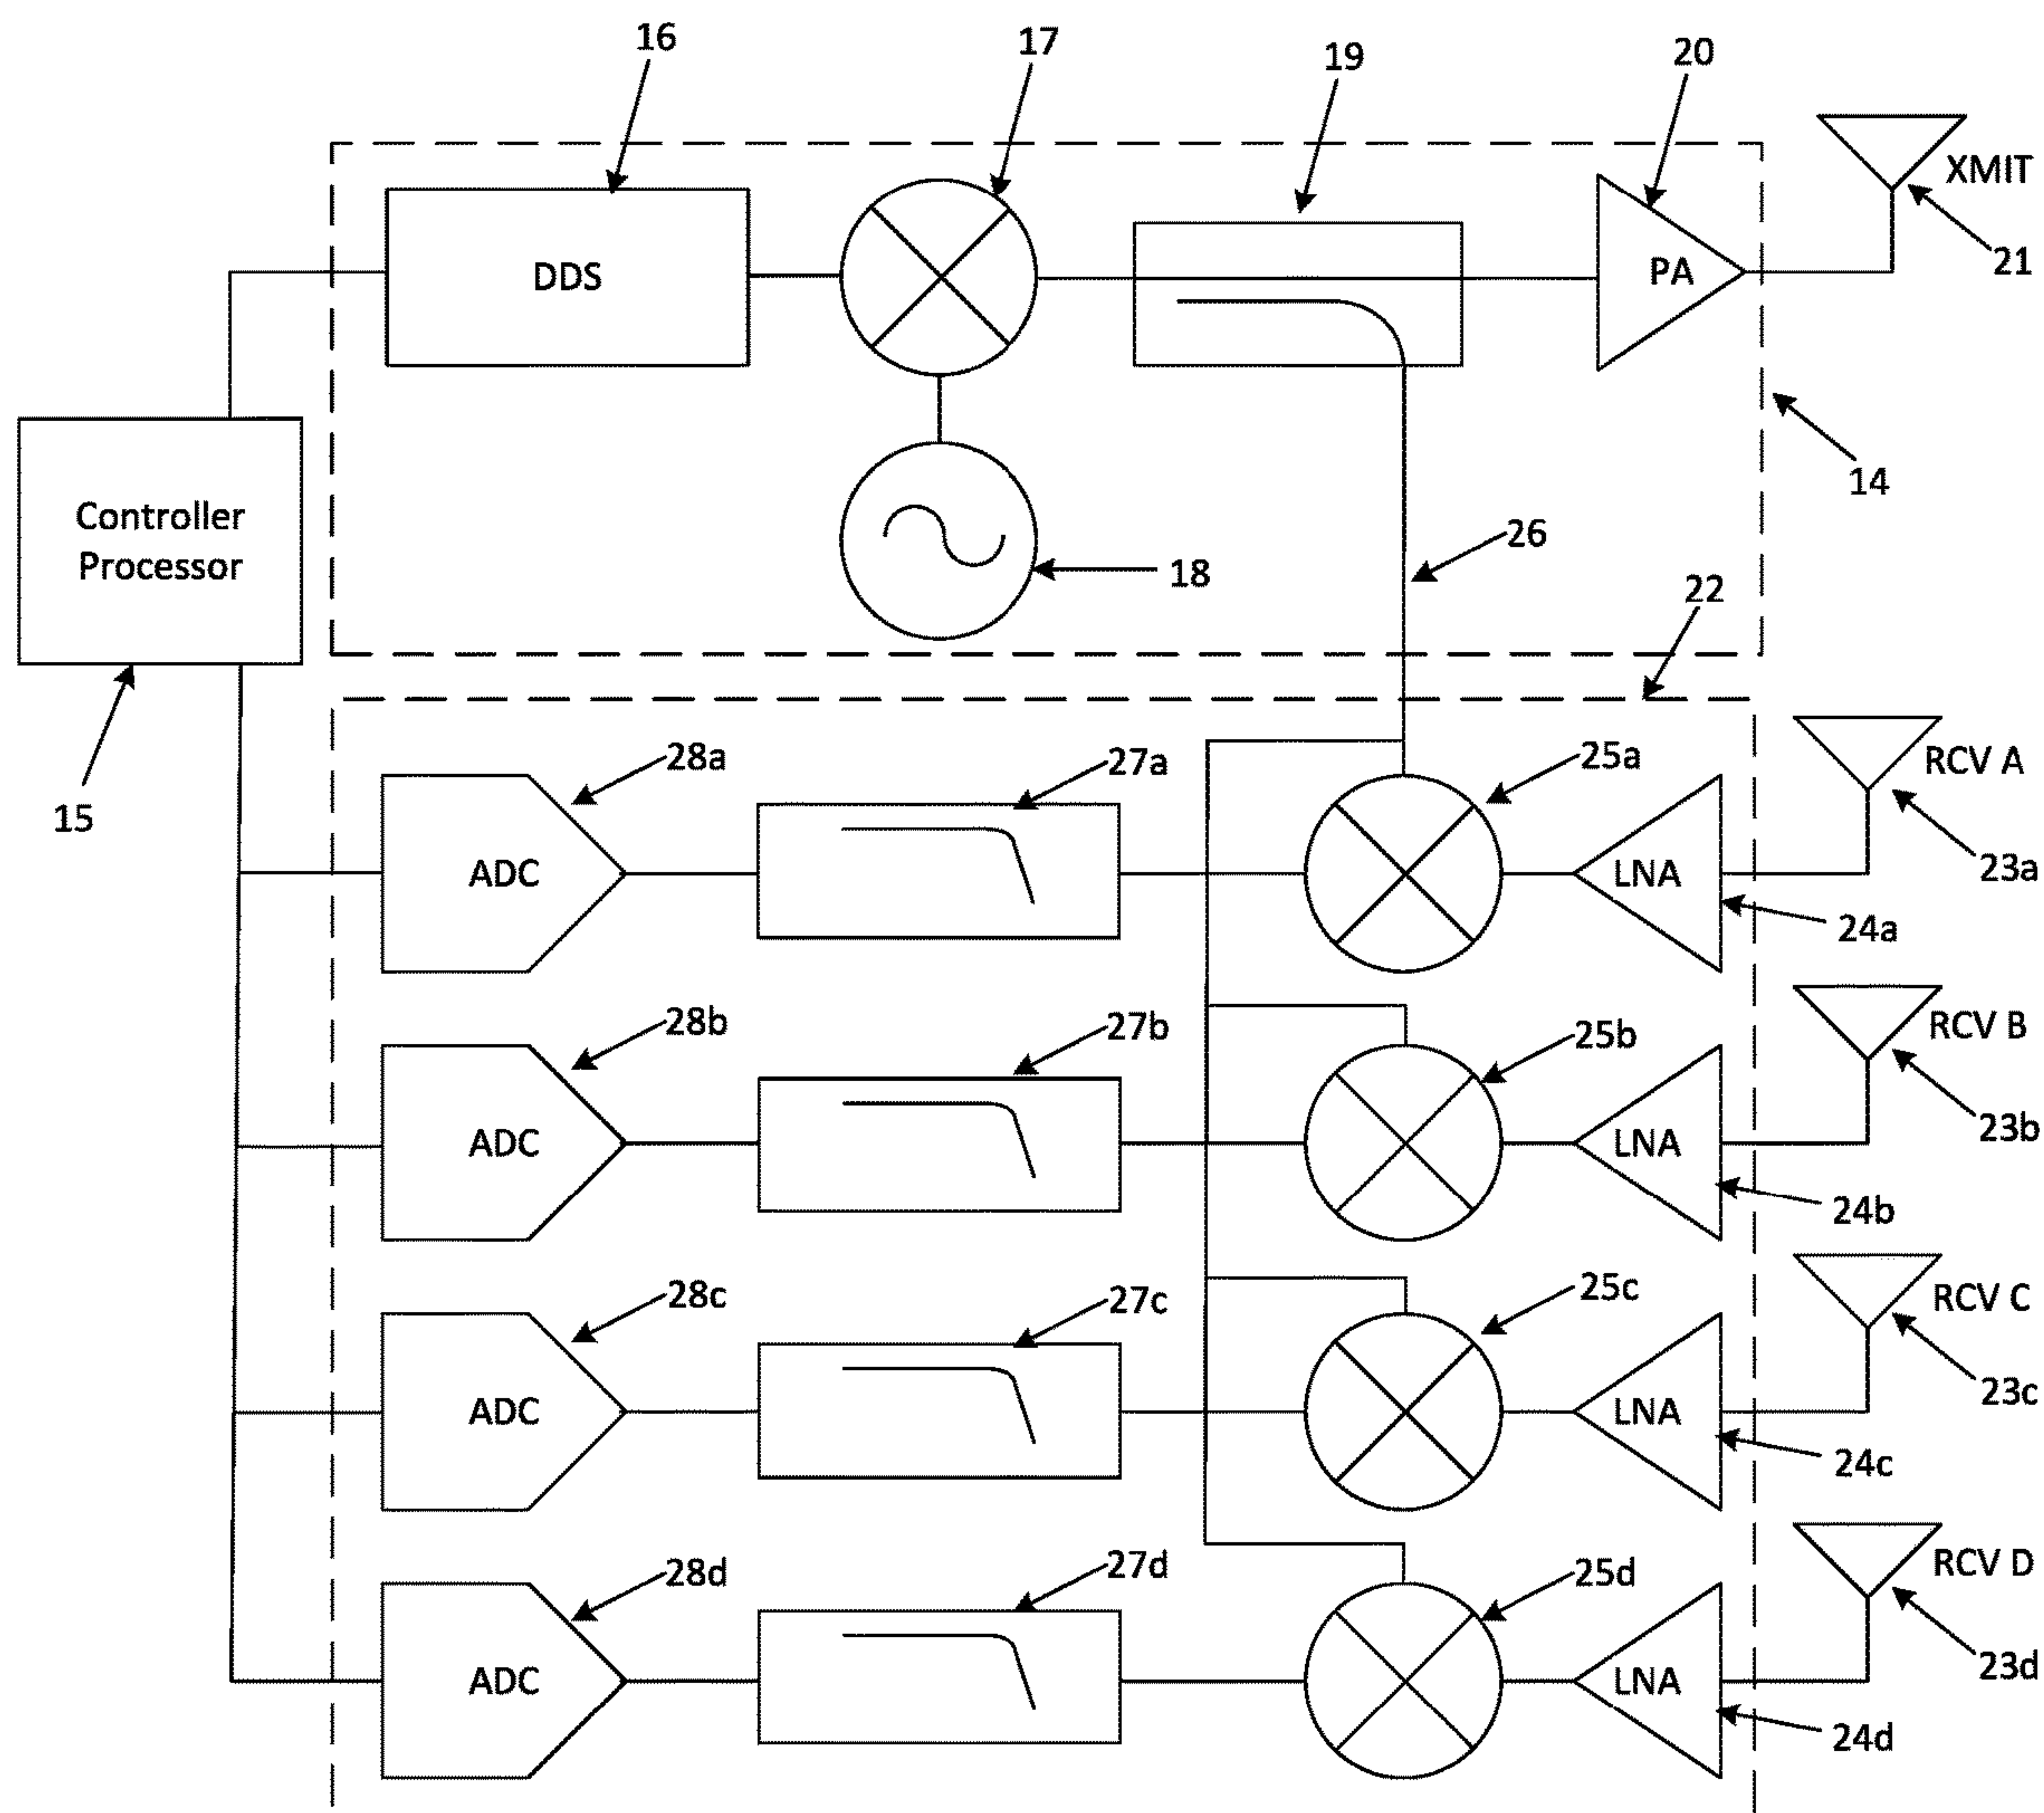 16
17
19
20
XMIT
21
DDS
PA
14
Controller
Processor
15
18
26
22
28a
27a
25a
RCV A
ADC
LNA
23a
24a
28b
27b
25b
RCV B
ADC
LNA
23b
24b
28c
27c
25c
RCV C
ADC
LNA
23c
24c
28d
27d
25d
RCV D
ADC
LNA
23d
24d